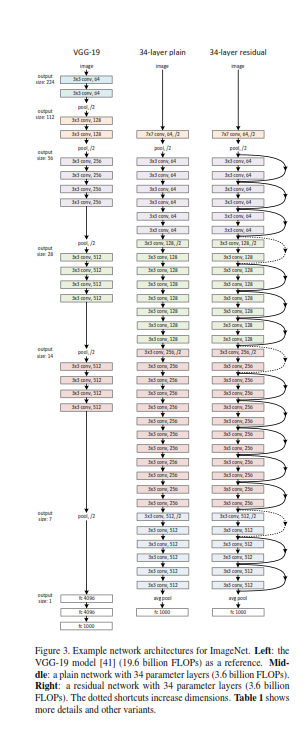 VGG-19
image
output
size: 224
3x3 conv, 64
3x3 conv, 64
pool, /2
output
size: 112
3x3 conv, 128
3x3 conv, 128
pool, /2
output
size: 56
3x3 conv, 256
3x3 conv, 256
3x3 conv, 256
3x3 conv, 256
pool, /2
output
size: 28
3x3 conv, 512
3x3 conv, 512
3x3 conv, 512
3x3 conv, 512
pool, /2
output
size: 14
3x3 conv, 512
3x3 conv, 512
3x3 conv, 512
3x3 conv, 512
output
size: 7
pool, /2
output
size: 1
fc 4096
fc 4096
fc 1000
34-layer plain
image
7x7 conv, 64, /2
pool, /2
3x3 conv, 64
3x3 conv, 64
3x3 conv, 64
3x3 conv, 64
3x3 conv, 64
3x3 conv, 64
3x3 conv, 128, /2
3x3 conv, 128
3x3 conv, 128
3x3 conv, 128
3x3 conv, 128
3x3 conv, 128
3x3 conv, 128
3x3 conv, 128
3x3 conv, 256, /2
3x3 conv, 256
3x3 conv, 256
3x3 conv, 256
3x3 conv, 256
3x3 conv, 256
3x3 conv, 256
3x3 conv, 256
3x3 conv, 256
3x3 conv, 256
3x3 conv, 256
3x3 conv, 256
3x3 conv, 512, /2
3x3 conv, 512
3x3 conv, 512
3x3 conv, 512
3x3 conv, 512
3x3 conv, 512
avg pool
fc 1000
34-layer residual
image
7x7 conv, 64, /2
pool, /2
3x3 conv, 64
3x3 conv, 64
3x3 conv, 64
3x3 conv, 64
3x3 conv, 64
3x3 conv, 64
3x3 conv, 128, /2
3x3 conv, 128
3x3 conv, 128
3x3 conv, 128
3x3 conv, 128
3x3 conv, 128
3x3 conv, 128
3x3 conv, 128
3x3 conv, 256, /2
3x3 conv, 256
3x3 conv, 256
3x3 conv, 256
3x3 conv, 256
3x3 conv, 256
3x3 conv, 256
3x3 conv, 256
3x3 conv, 256
3x3 conv, 256
3x3 conv, 256
3x3 conv, 256
3x3 conv, 512, /2
3x3 conv, 512
3x3 conv, 512
3x3 conv, 512
3x3 conv, 512
3x3 conv, 512
avg pool
fc 1000
Figure 3. Example network architectures for ImageNet. Left: the
VGG-19 model [41] (19.6 billion FLOPs) as a reference. Mid-
dle: a plain network with 34 parameter layers (3.6 billion FLOPs).
Right: a residual network with 34 parameter layers (3.6 billion
FLOPs). The dotted shortcuts increase dimensions. Table 1 shows
more details and other variants.